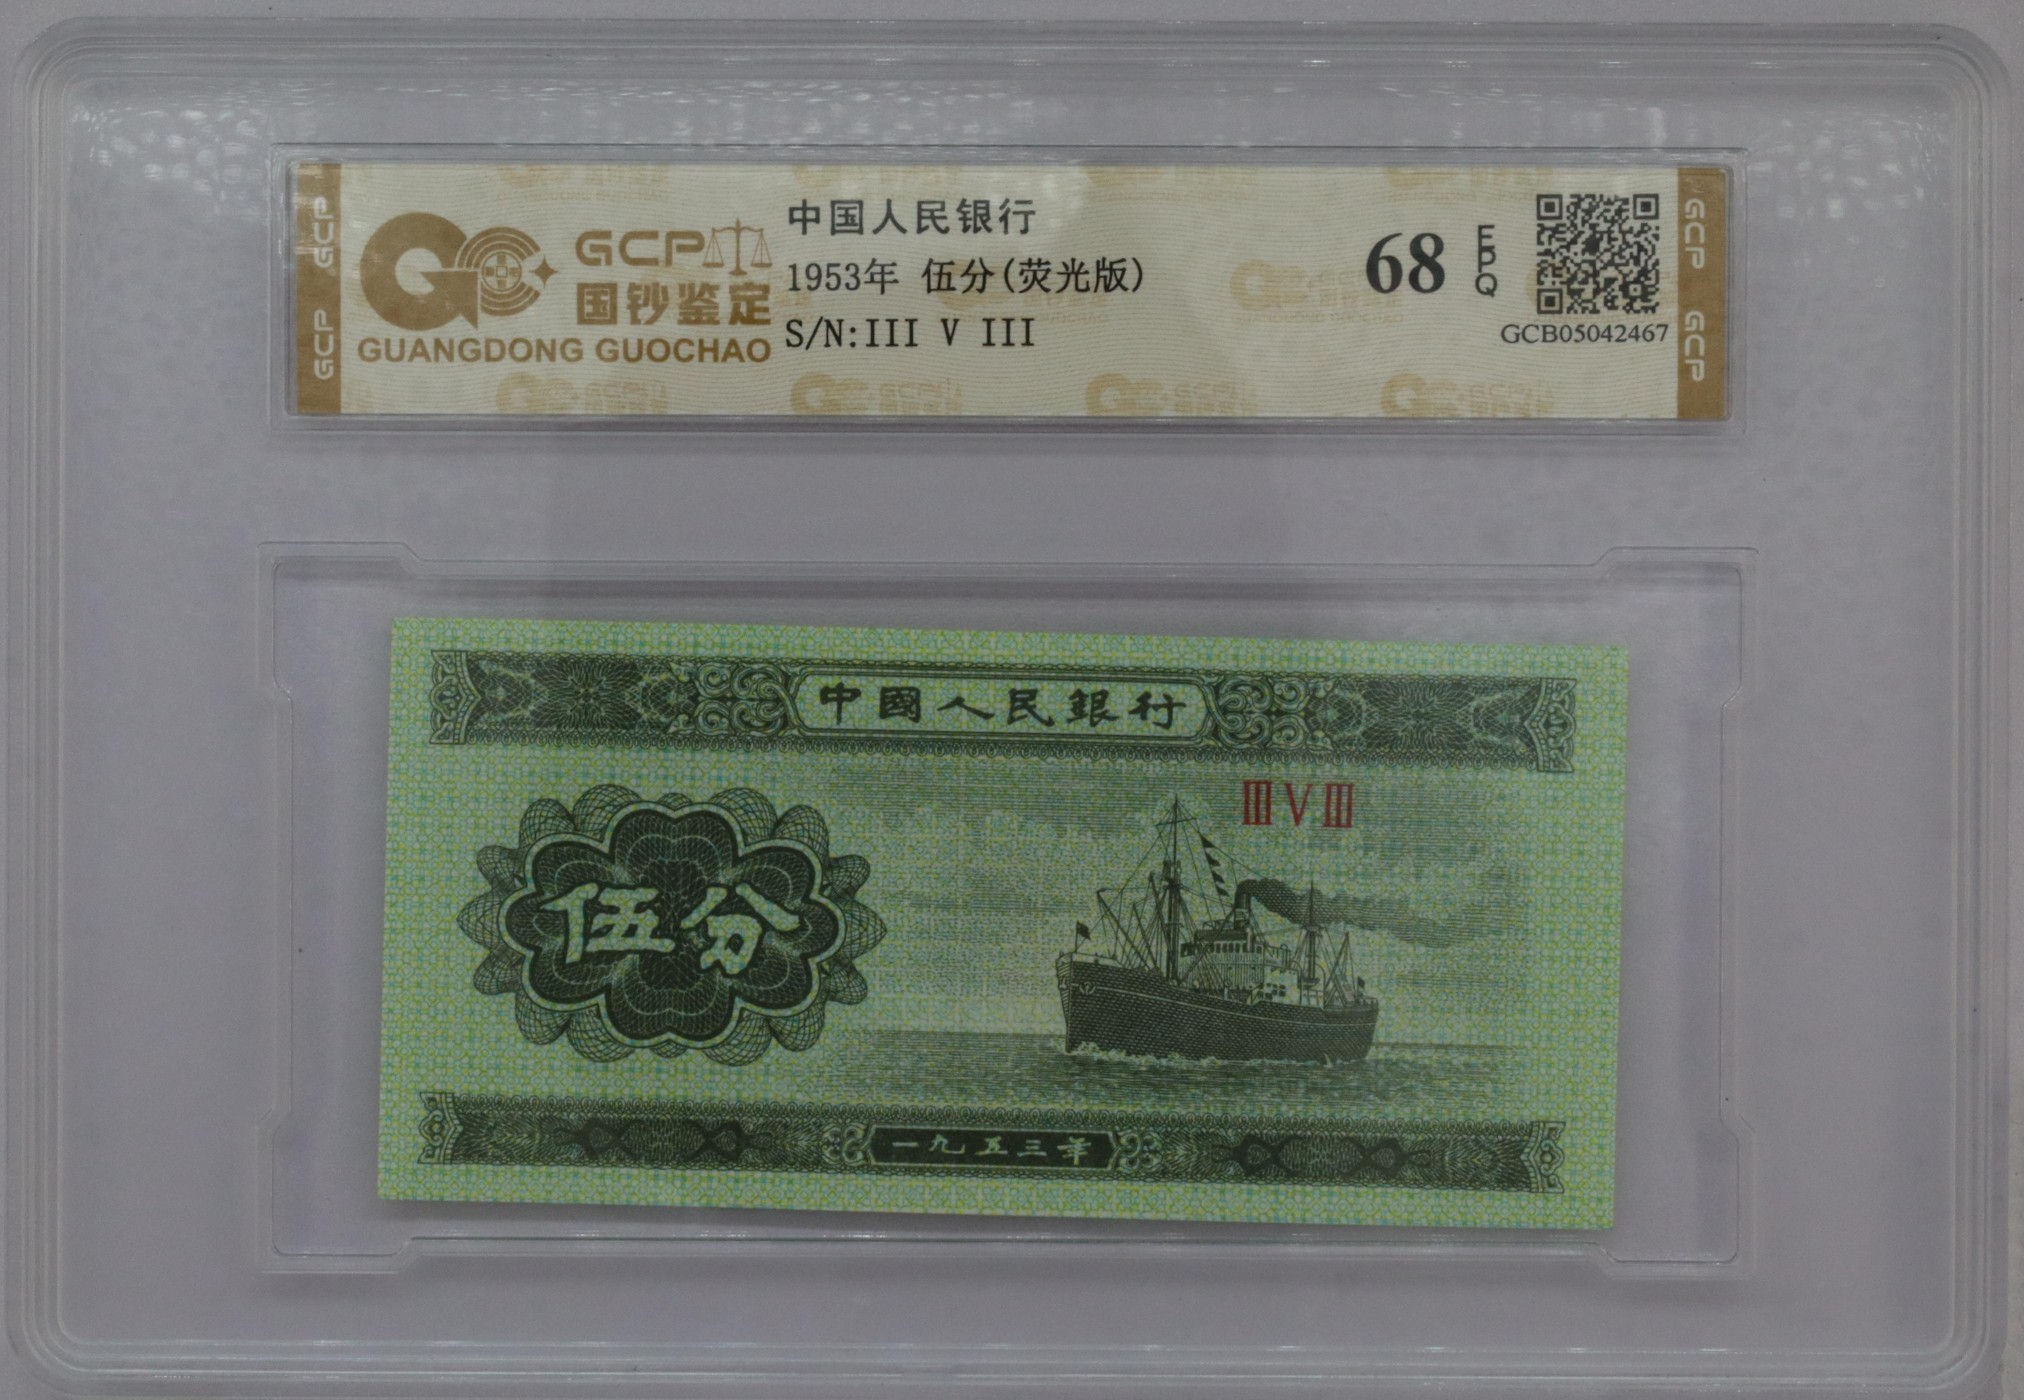 GCP
GCP
GCP
国钞鉴定
GUANGDONG GUOCHAO
中国人民银行
1953年 伍分(荧光版)
S/N:III V III
68
EPQ
GCB05042467
GCP
GCP
中國人民銀行
ⅢⅤⅢ
伍分
一九五三年